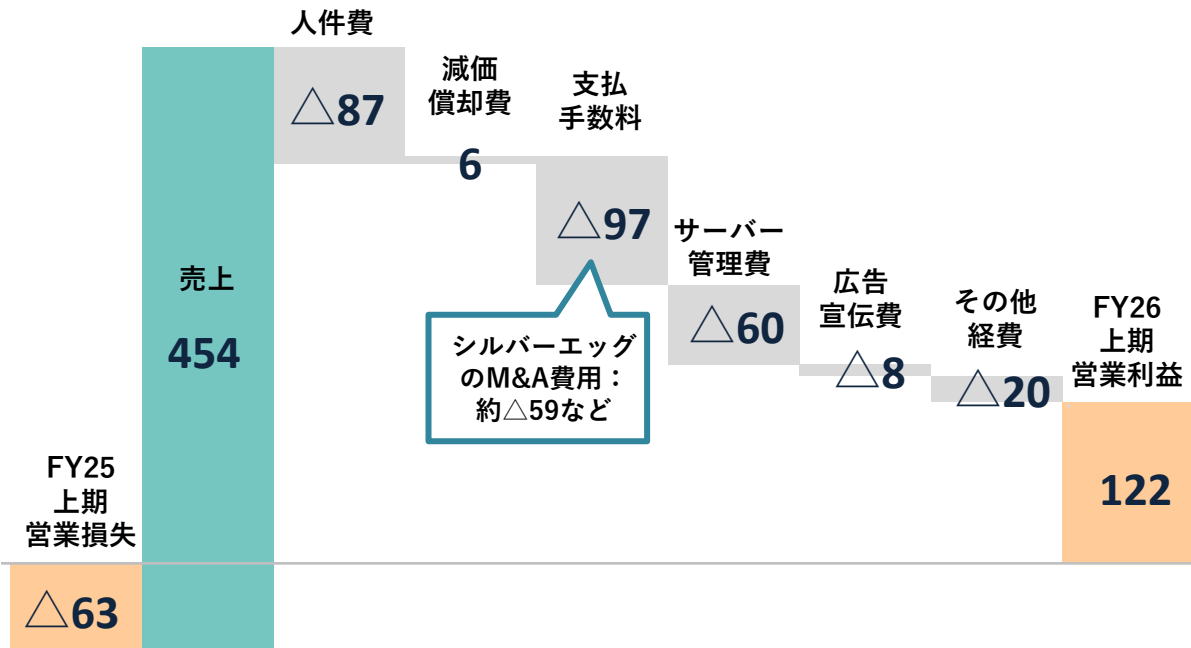 人件費
△87
減価
償却費
6
支払
手数料
△97
サーバー
管理費
△60
広告
宣伝費
△8
その他
経費
△20
FY26
上期
営業利益
122
売上
454
シルバーエッグ
のM&A費用：
約△59など
FY25
上期
営業損失
△63